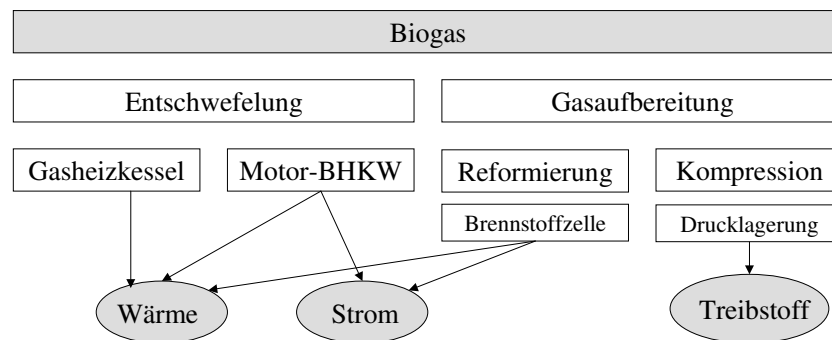 Biogas
Entschwefelung
Gasaufbereitung
Gasheizkessel
Motor-BHKW
Reformierung
Kompression
Brennstoffzelle
Drucklagerung
Wärme
Strom
Treibstoff